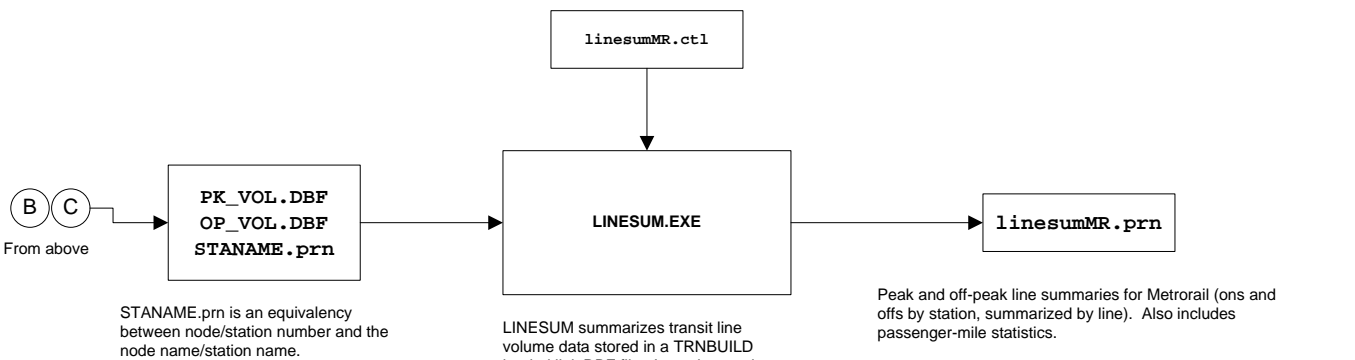 linesumMR.ctl
B C
From above
PK_VOL.DBF
OP_VOL.DBF
STANAME.prn
LINESUM.EXE
linesumMR.prn
STANAME.prn is an equivalency
between node/station number and the
node name/station name.
LINESUM summarizes transit line
volume data stored in a TRNBUILD
Peak and off-peak line summaries for Metrorail (ons and
offs by station, summarized by line). Also includes
passenger-mile statistics.